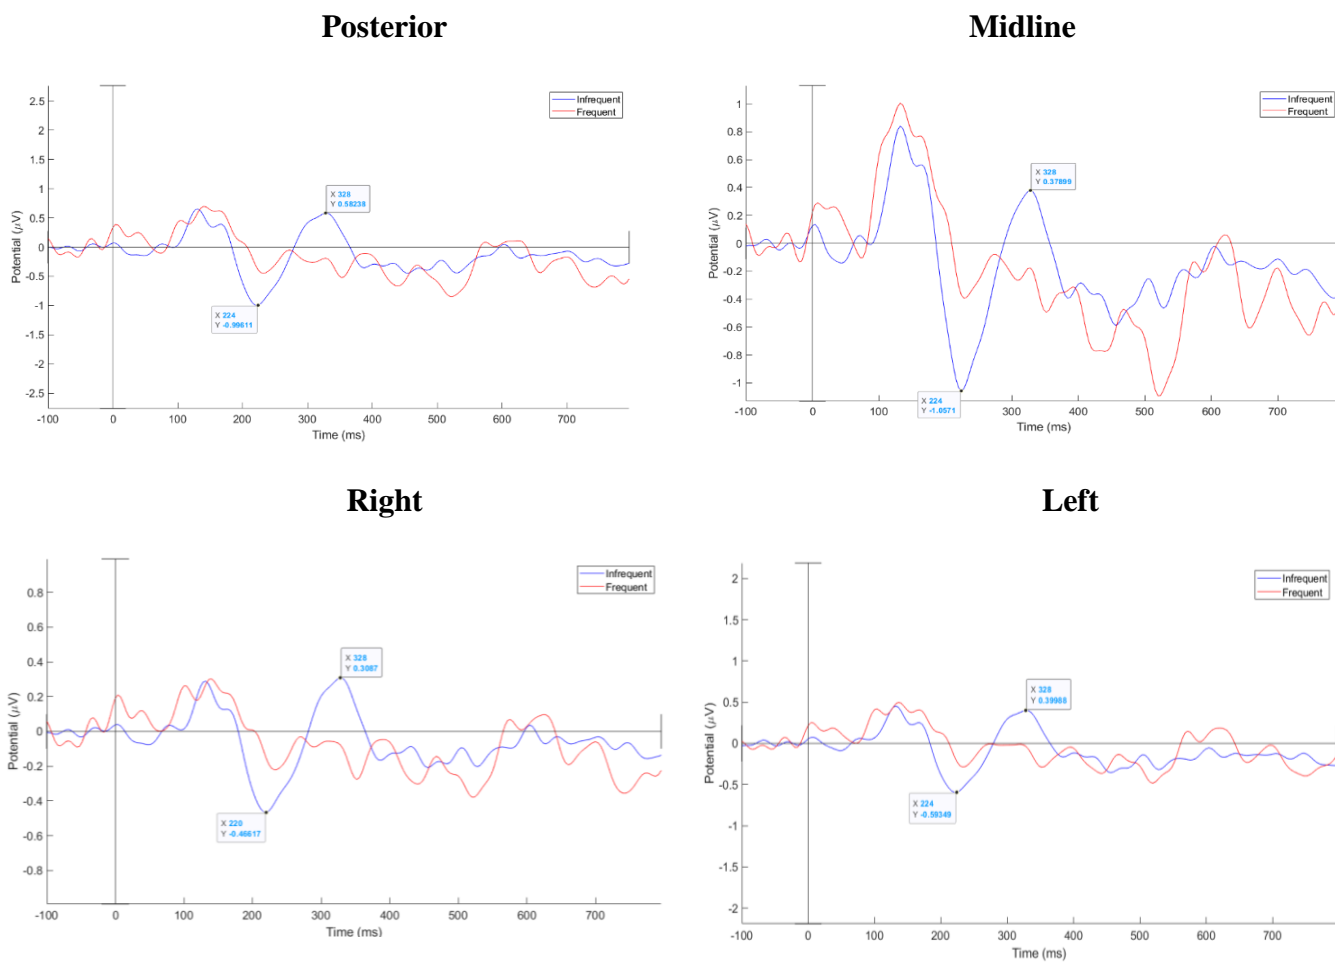 Posterior
Midline
2.5
2
1.5
1
0.5
0
-0.5
-1
-1.5
-2
-2.5
Potential (μV)
Infrequent
Frequent
X 328
Y 0.58238
X 224
Y -0.99611
-100 0 100 200 300 400 500 600 700
Time (ms)
1
0.8
0.6
0.4
0.2
0
-0.2
-0.4
-0.6
-0.8
-1
Potential (μV)
Infrequent
Frequent
X 328
Y 0.37899
X 224
Y -1.0571
-100 0 100 200 300 400 500 600 700
Time (ms)
Right
Left
0.8
0.6
0.4
0.2
0
-0.2
-0.4
-0.6
-0.8
Potential (μV)
Infrequent
Frequent
X 328
Y 0.3087
X 220
Y -0.46617
-100 0 100 200 300 400 500 600 700
Time (ms)
2
1.5
1
0.5
0
-0.5
-1
-1.5
-2
Potential (μV)
Infrequent
Frequent
X 328
Y 0.39988
X 224
Y -0.59349
-100 0 100 200 300 400 500 600 700
Time (ms)